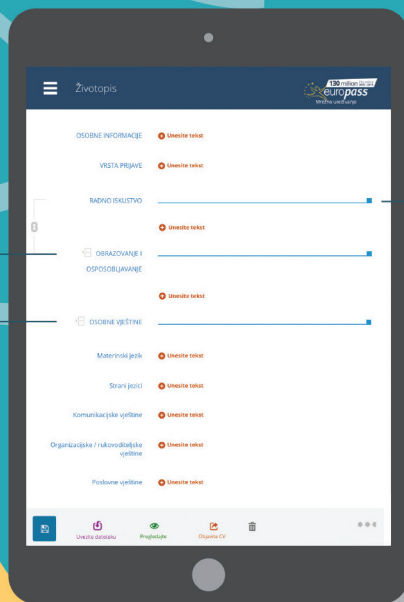 Životopis
130 million
europass
OSOBNE INFORMACIJE
Unesite tekst
VRSTA PRIJAVE
Unesite tekst
RADNO ISKUSTVO
Unesite tekst
OBRAZOVANJE I
OSPOSOBLJAVANJE
Unesite tekst
OSOBNE VJEŠTINE
Materinski jezik
Unesite tekst
Strani jezici
Unesite tekst
Komunikacijske vještine
Unesite tekst
Organizacijske / rukovoditeljske
vještine
Unesite tekst
Poslovne vještine
Unesite tekst
Uvezite datoteku
Pregledajte
Objavite CV